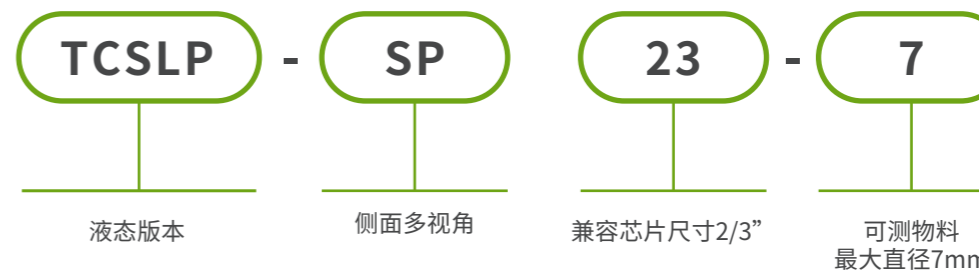 TCSLP - SP 23 - 7
液态版本
侧面多视角
兼容芯片尺寸2/3”
可测物料
最大直径7mm